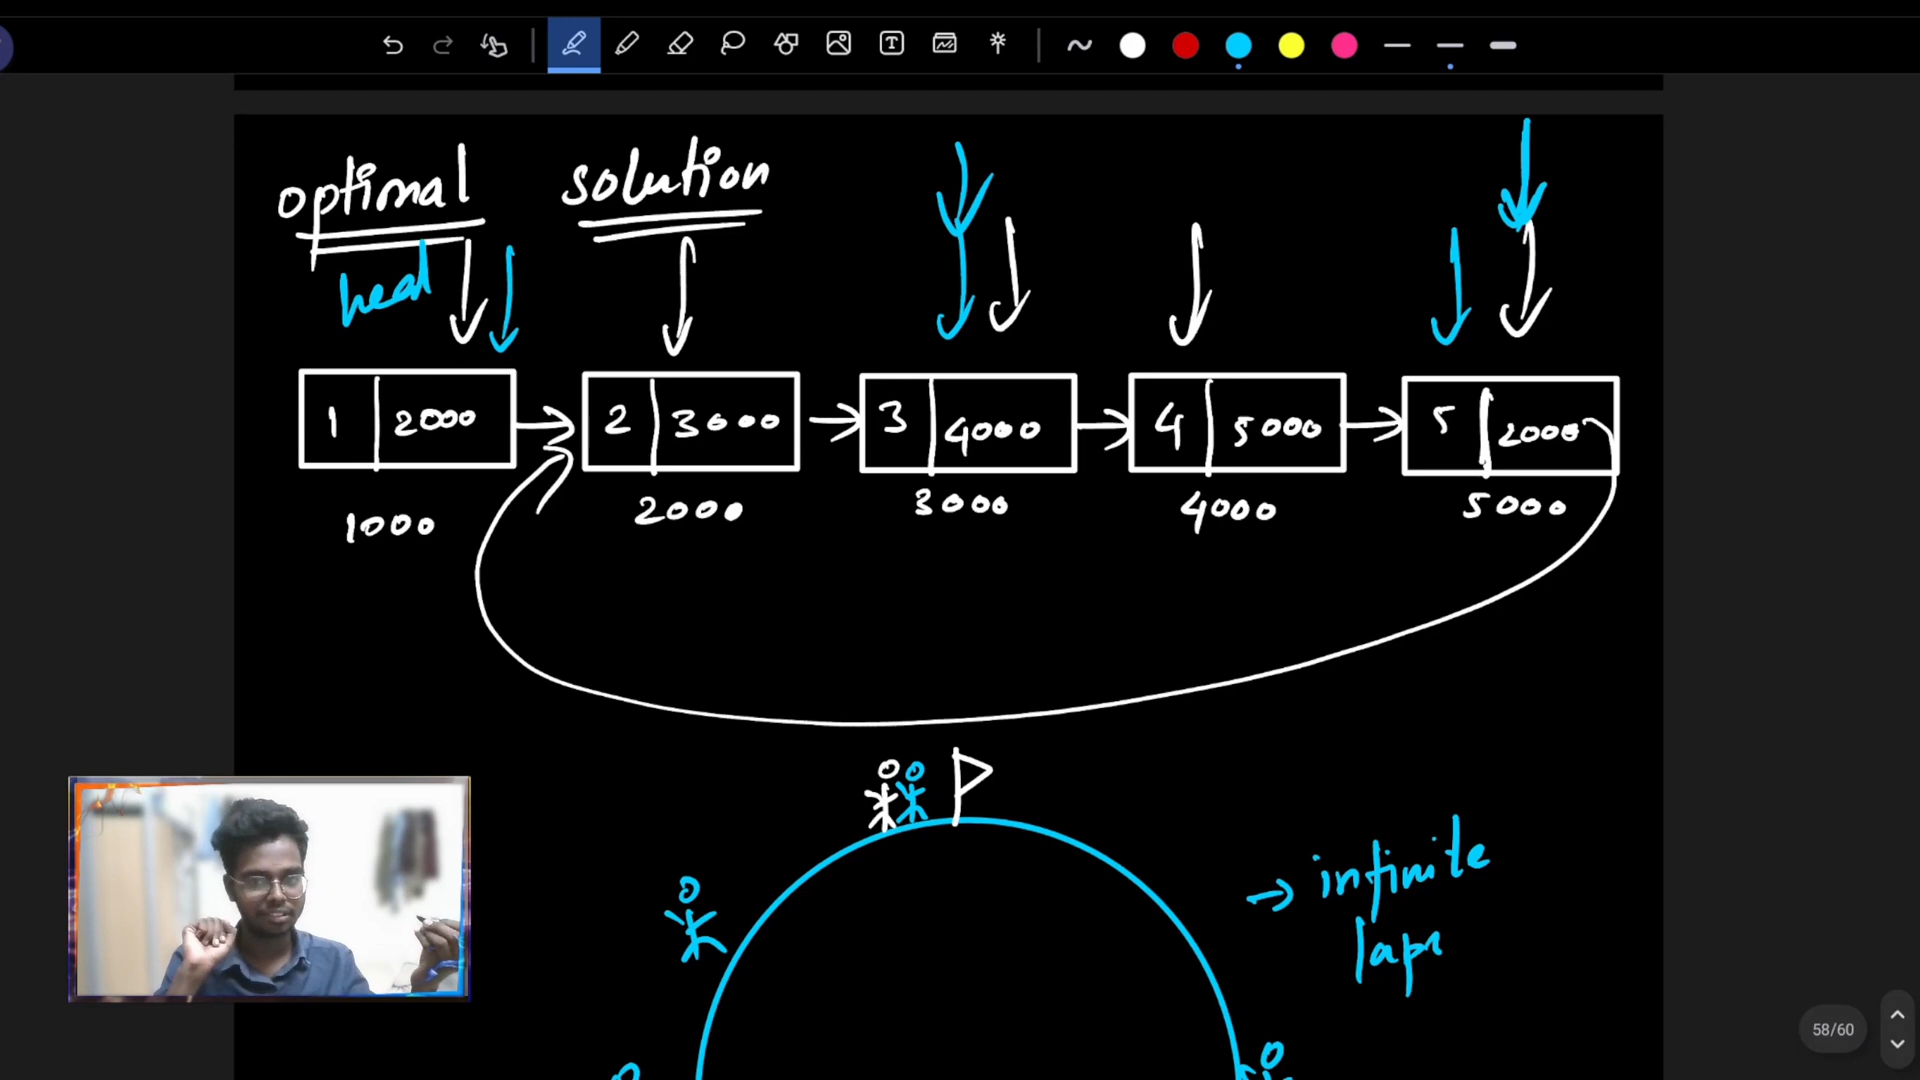 optimal solution
head
1 2000 2 3000 3 4000 4 5000 5 2000
1000 2000 3000 4000 5000
→ infinite
laps
58/60